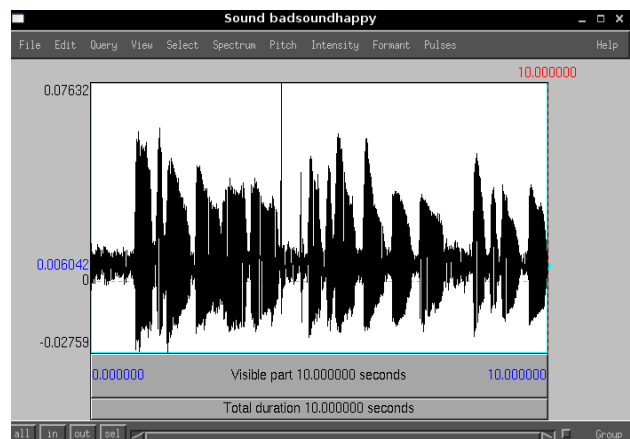 Sound badsoundhappy
File Edit Query View Select Spectrum Pitch Intensity Formant Pulses Help
10.000000
0.07632
0.006042
0
-0.02759
0.000000 Visible part 10.000000 seconds 10.000000
Total duration 10.000000 seconds
all in out sel Group